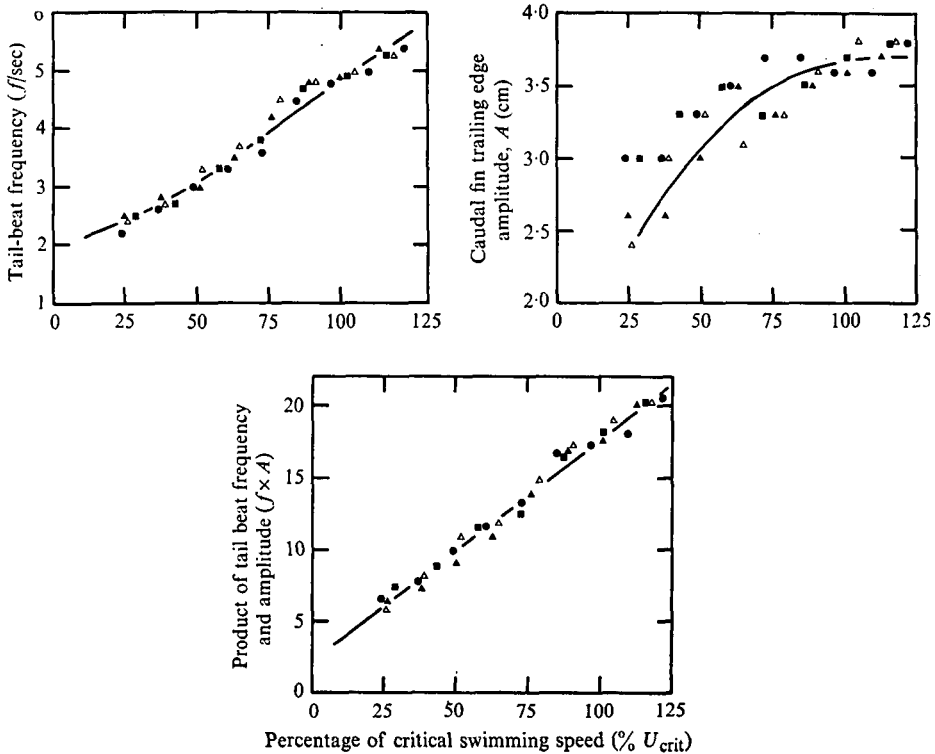 Tail-beat frequency (f/sec)
6
5
4
3
2
1
0 25 50 75 100 125
Caudal fin trailing edge
amplitude, A (cm)
4·0
3·5
3·0
2·5
2·0
0 25 50 75 100 125
Product of tail beat frequency
and amplitude (f × A)
20
15
10
5
0
0 25 50 75 100 125
Percentage of critical swimming speed (% Ucrit)